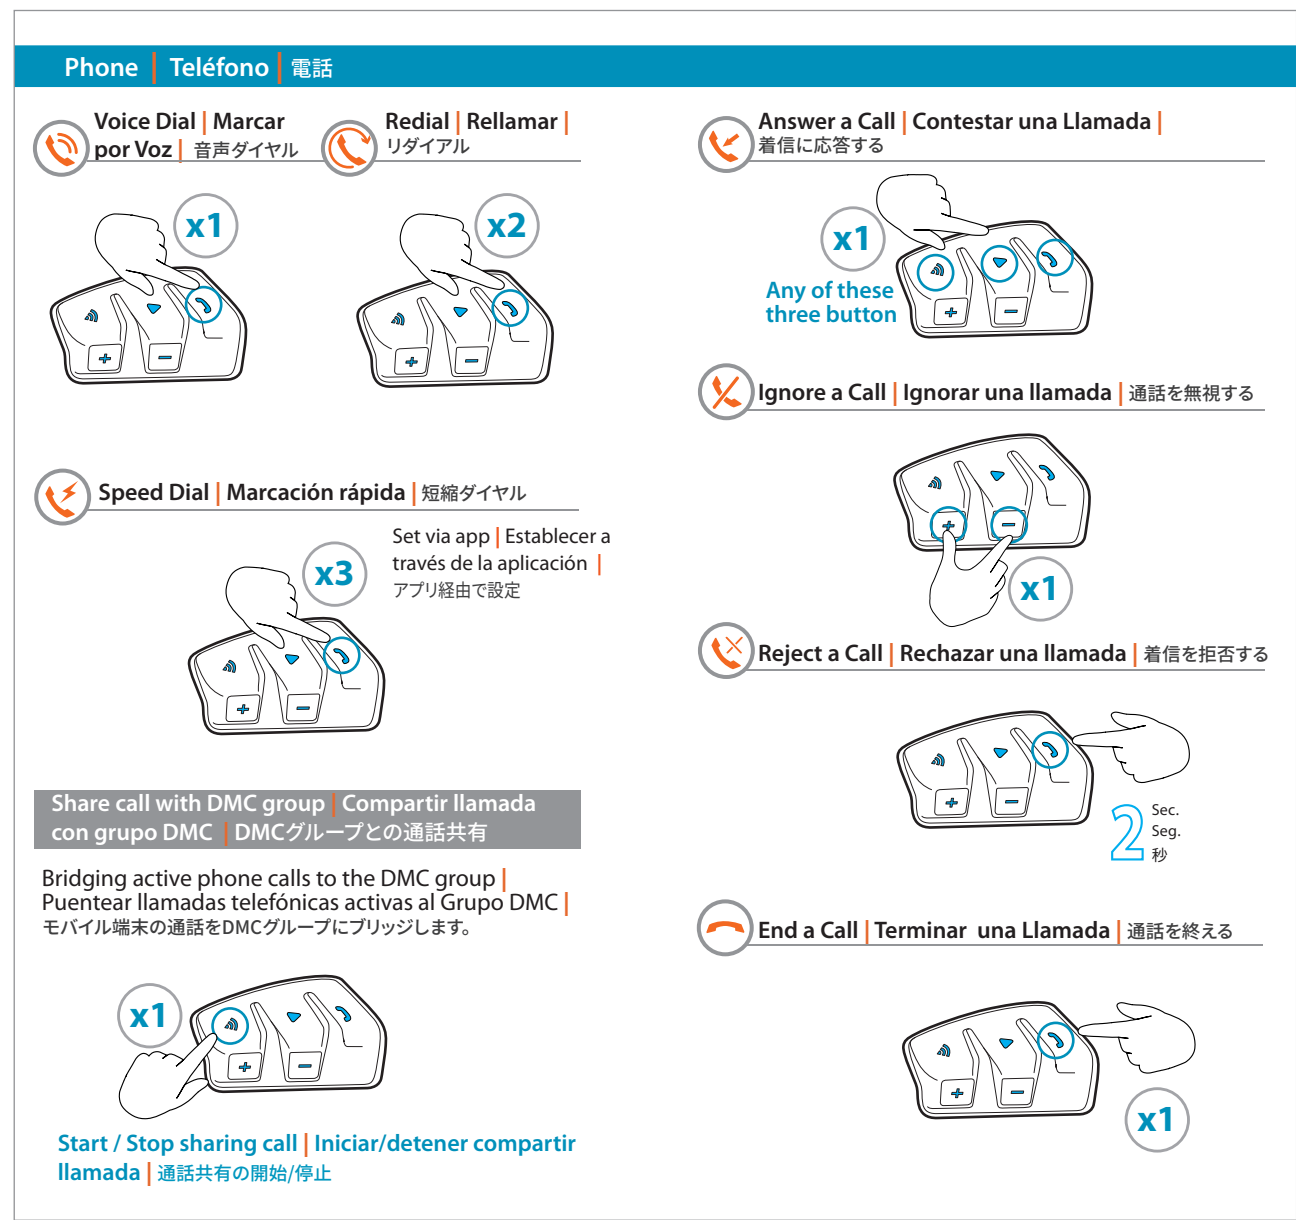 Phone | Teléfono | 電話
Voice Dial | Marcar
por Voz | 音声ダイヤル
Redial | Rellamar |
リダイアル
x1
x2
Speed Dial | Marcación rápida | 短縮ダイヤル
Set via app | Establecer a
través de la aplicación |
アプリ経由で設定
x3
Share call with DMC group | Compartir llamada
con grupo DMC | DMCグループとの通話共有
Bridging active phone calls to the DMC group |
Puentear llamadas telefónicas activas al Grupo DMC |
モバイル端末の通話をDMCグループにブリッジします。
x1
Start / Stop sharing call | Iniciar/detener compartir
llamada | 通話共有の開始/停止
Answer a Call | Contestar una Llamada |
着信に応答する
x1
Any of these
three button
Ignore a Call | Ignorar una llamada | 通話を無視する
x1
Reject a Call | Rechazar una llamada | 着信を拒否する
2
Sec.
Seg.
秒
End a Call | Terminar una Llamada | 通話を終える
x1